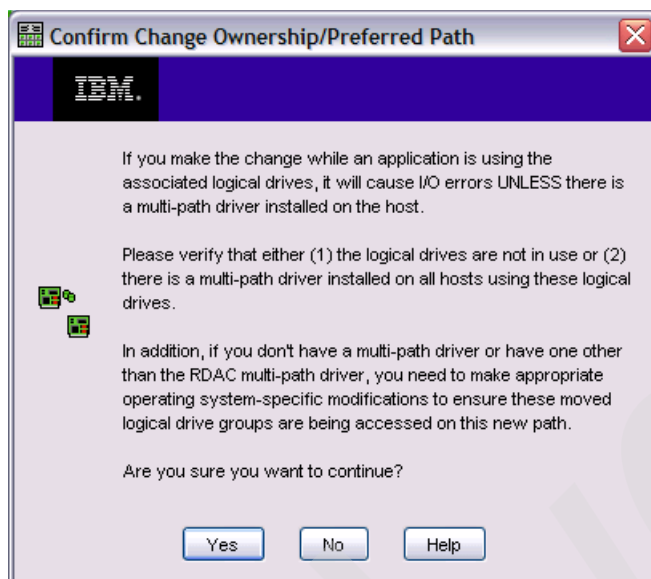 Confirm Change Ownership/Preferred Path
IBM.
If you make the change while an application is using the
associated logical drives, it will cause I/O errors UNLESS there is
a multi-path driver installed on the host.
Please verify that either (1) the logical drives are not in use or (2)
there is a multi-path driver installed on all hosts using these logical
drives.
In addition, if you don't have a multi-path driver or have one other
than the RDAC multi-path driver, you need to make appropriate
operating system-specific modifications to ensure these moved
logical drive groups are being accessed on this new path.
Are you sure you want to continue?
Yes
No
Help